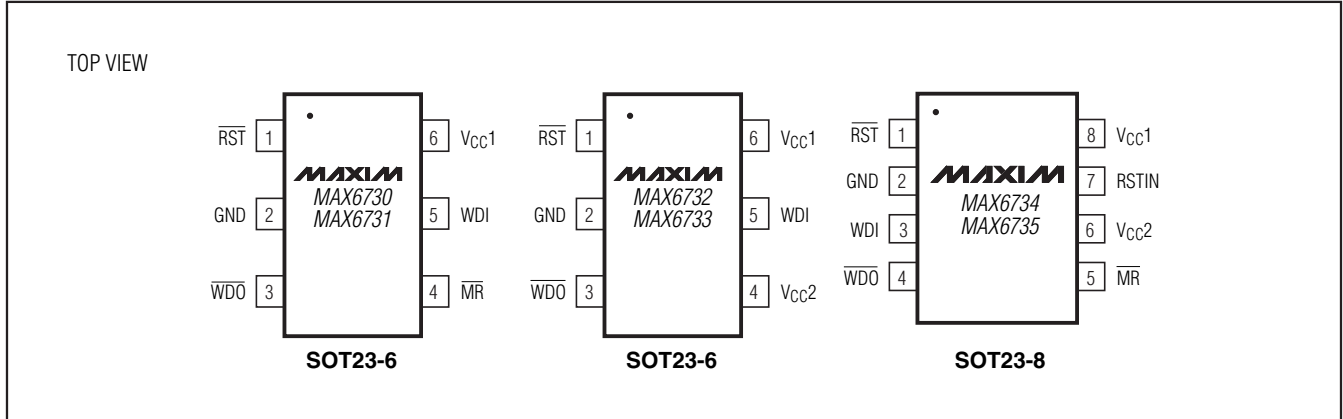 TOP VIEW
RST 1 6 VCC1
MAXIM
MAX6730
MAX6731
GND 2 5 WDI
WDO 3 4 MR
SOT23-6
RST 1 6 VCC1
MAXIM
MAX6732
MAX6733
GND 2 5 WDI
WDO 3 4 VCC2
SOT23-6
RST 1 8 VCC1
GND 2 7 RSTIN
MAXIM
MAX6734
MAX6735
WDI 3 6 VCC2
WDO 4 5 MR
SOT23-8